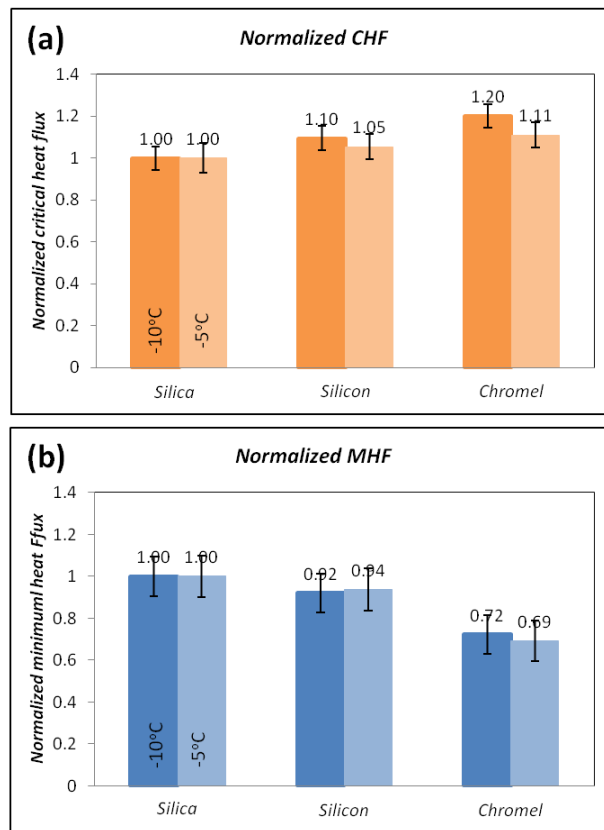 (a)
Normalized CHF
Normalized critical heat flux
1.4
1.2
1
0.8
0.6
0.4
0.2
0
1.00 1.00
1.10 1.05
1.20 1.11
-10°C -5°C
Silica Silicon Chromel
(b)
Normalized MHF
Normalized minimuml heat Ffux
1.4
1.2
1
0.8
0.6
0.4
0.2
0
1.00 1.00
0.92 0.94
0.72 0.69
-10°C -5°C
Silica Silicon Chromel